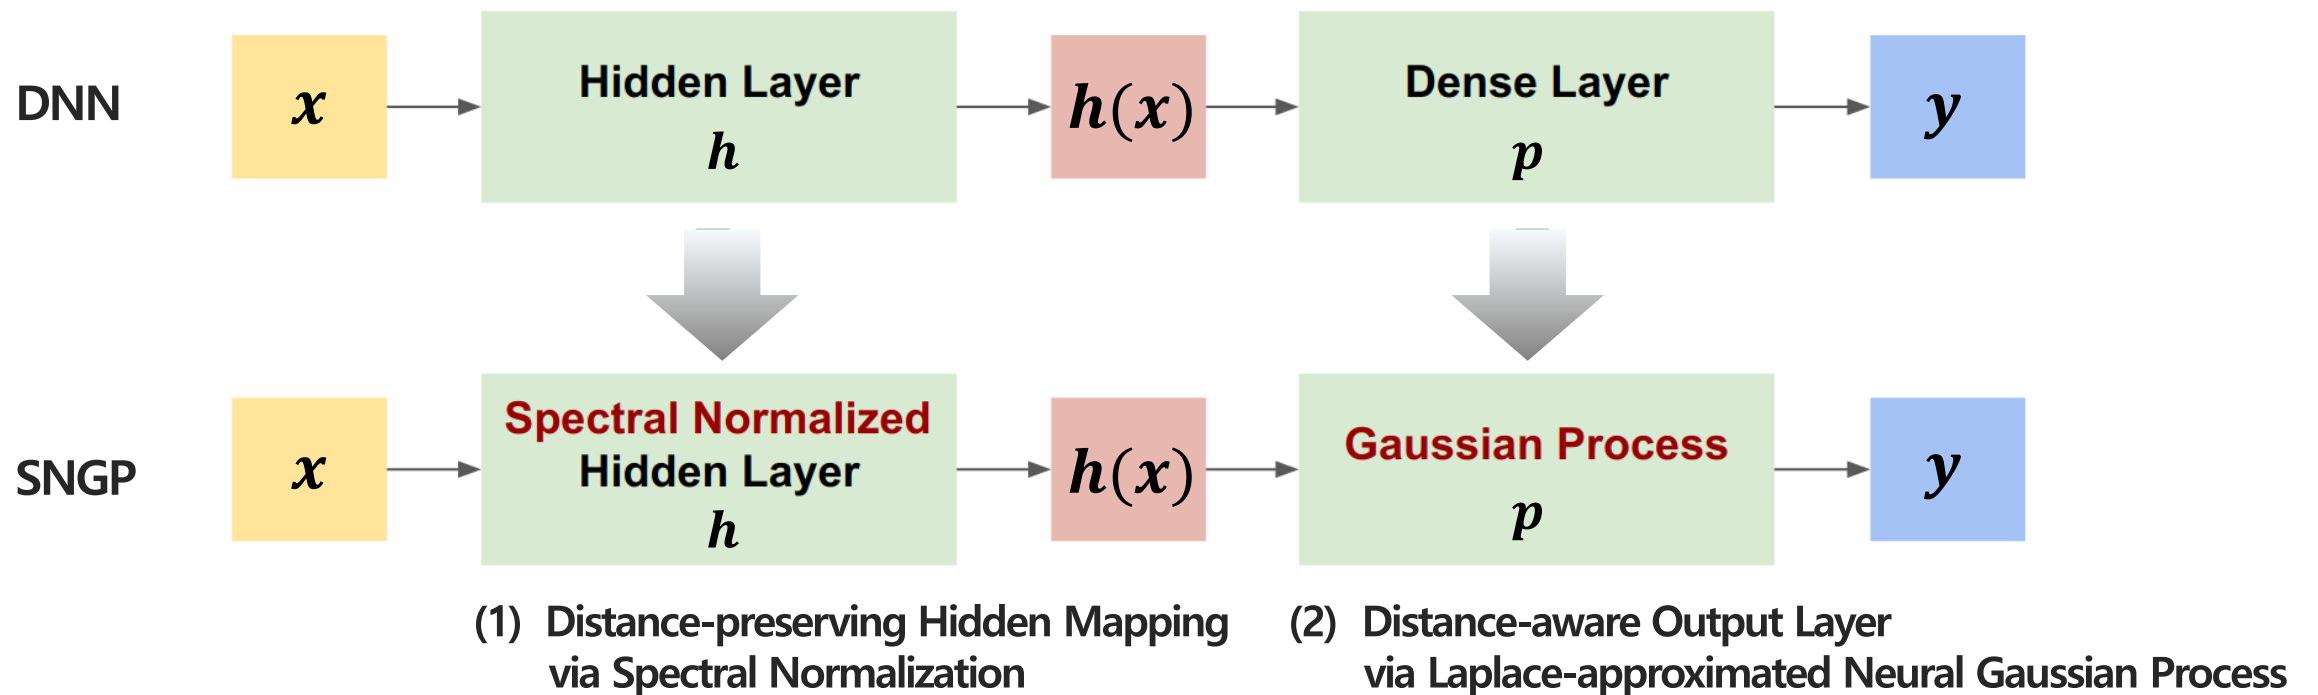 DNN
x
Hidden Layer
h
h(x)
Dense Layer
p
y
SNGP
x
Spectral Normalized
Hidden Layer
h
h(x)
Gaussian Process
p
y
(1) Distance-preserving Hidden Mapping
via Spectral Normalization
(2) Distance-aware Output Layer
via Laplace-approximated Neural Gaussian Process